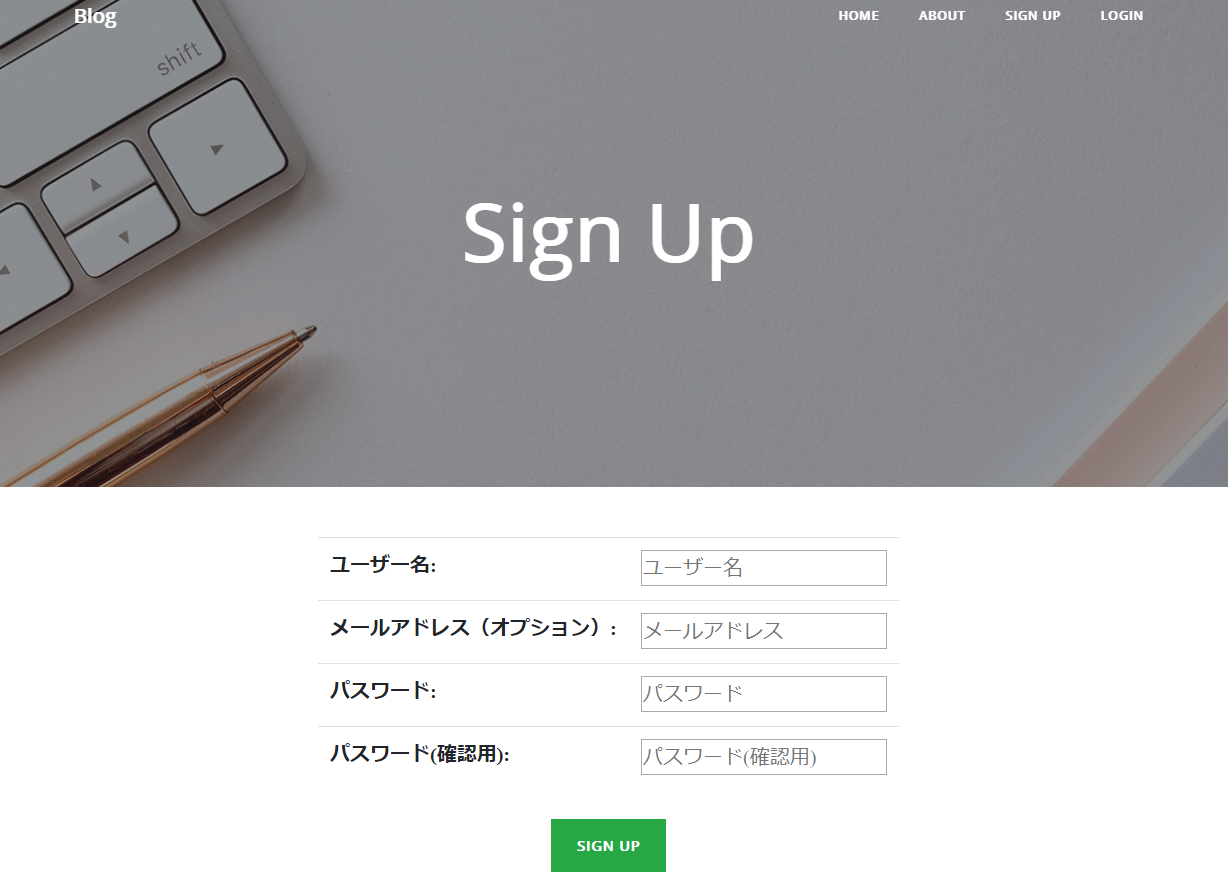 Blog
HOME ABOUT SIGN UP LOGIN
shift
Sign Up
ユーザー名:
ユーザー名
メールアドレス（オプション）:
メールアドレス
パスワード:
パスワード
パスワード(確認用):
パスワード(確認用)
SIGN UP